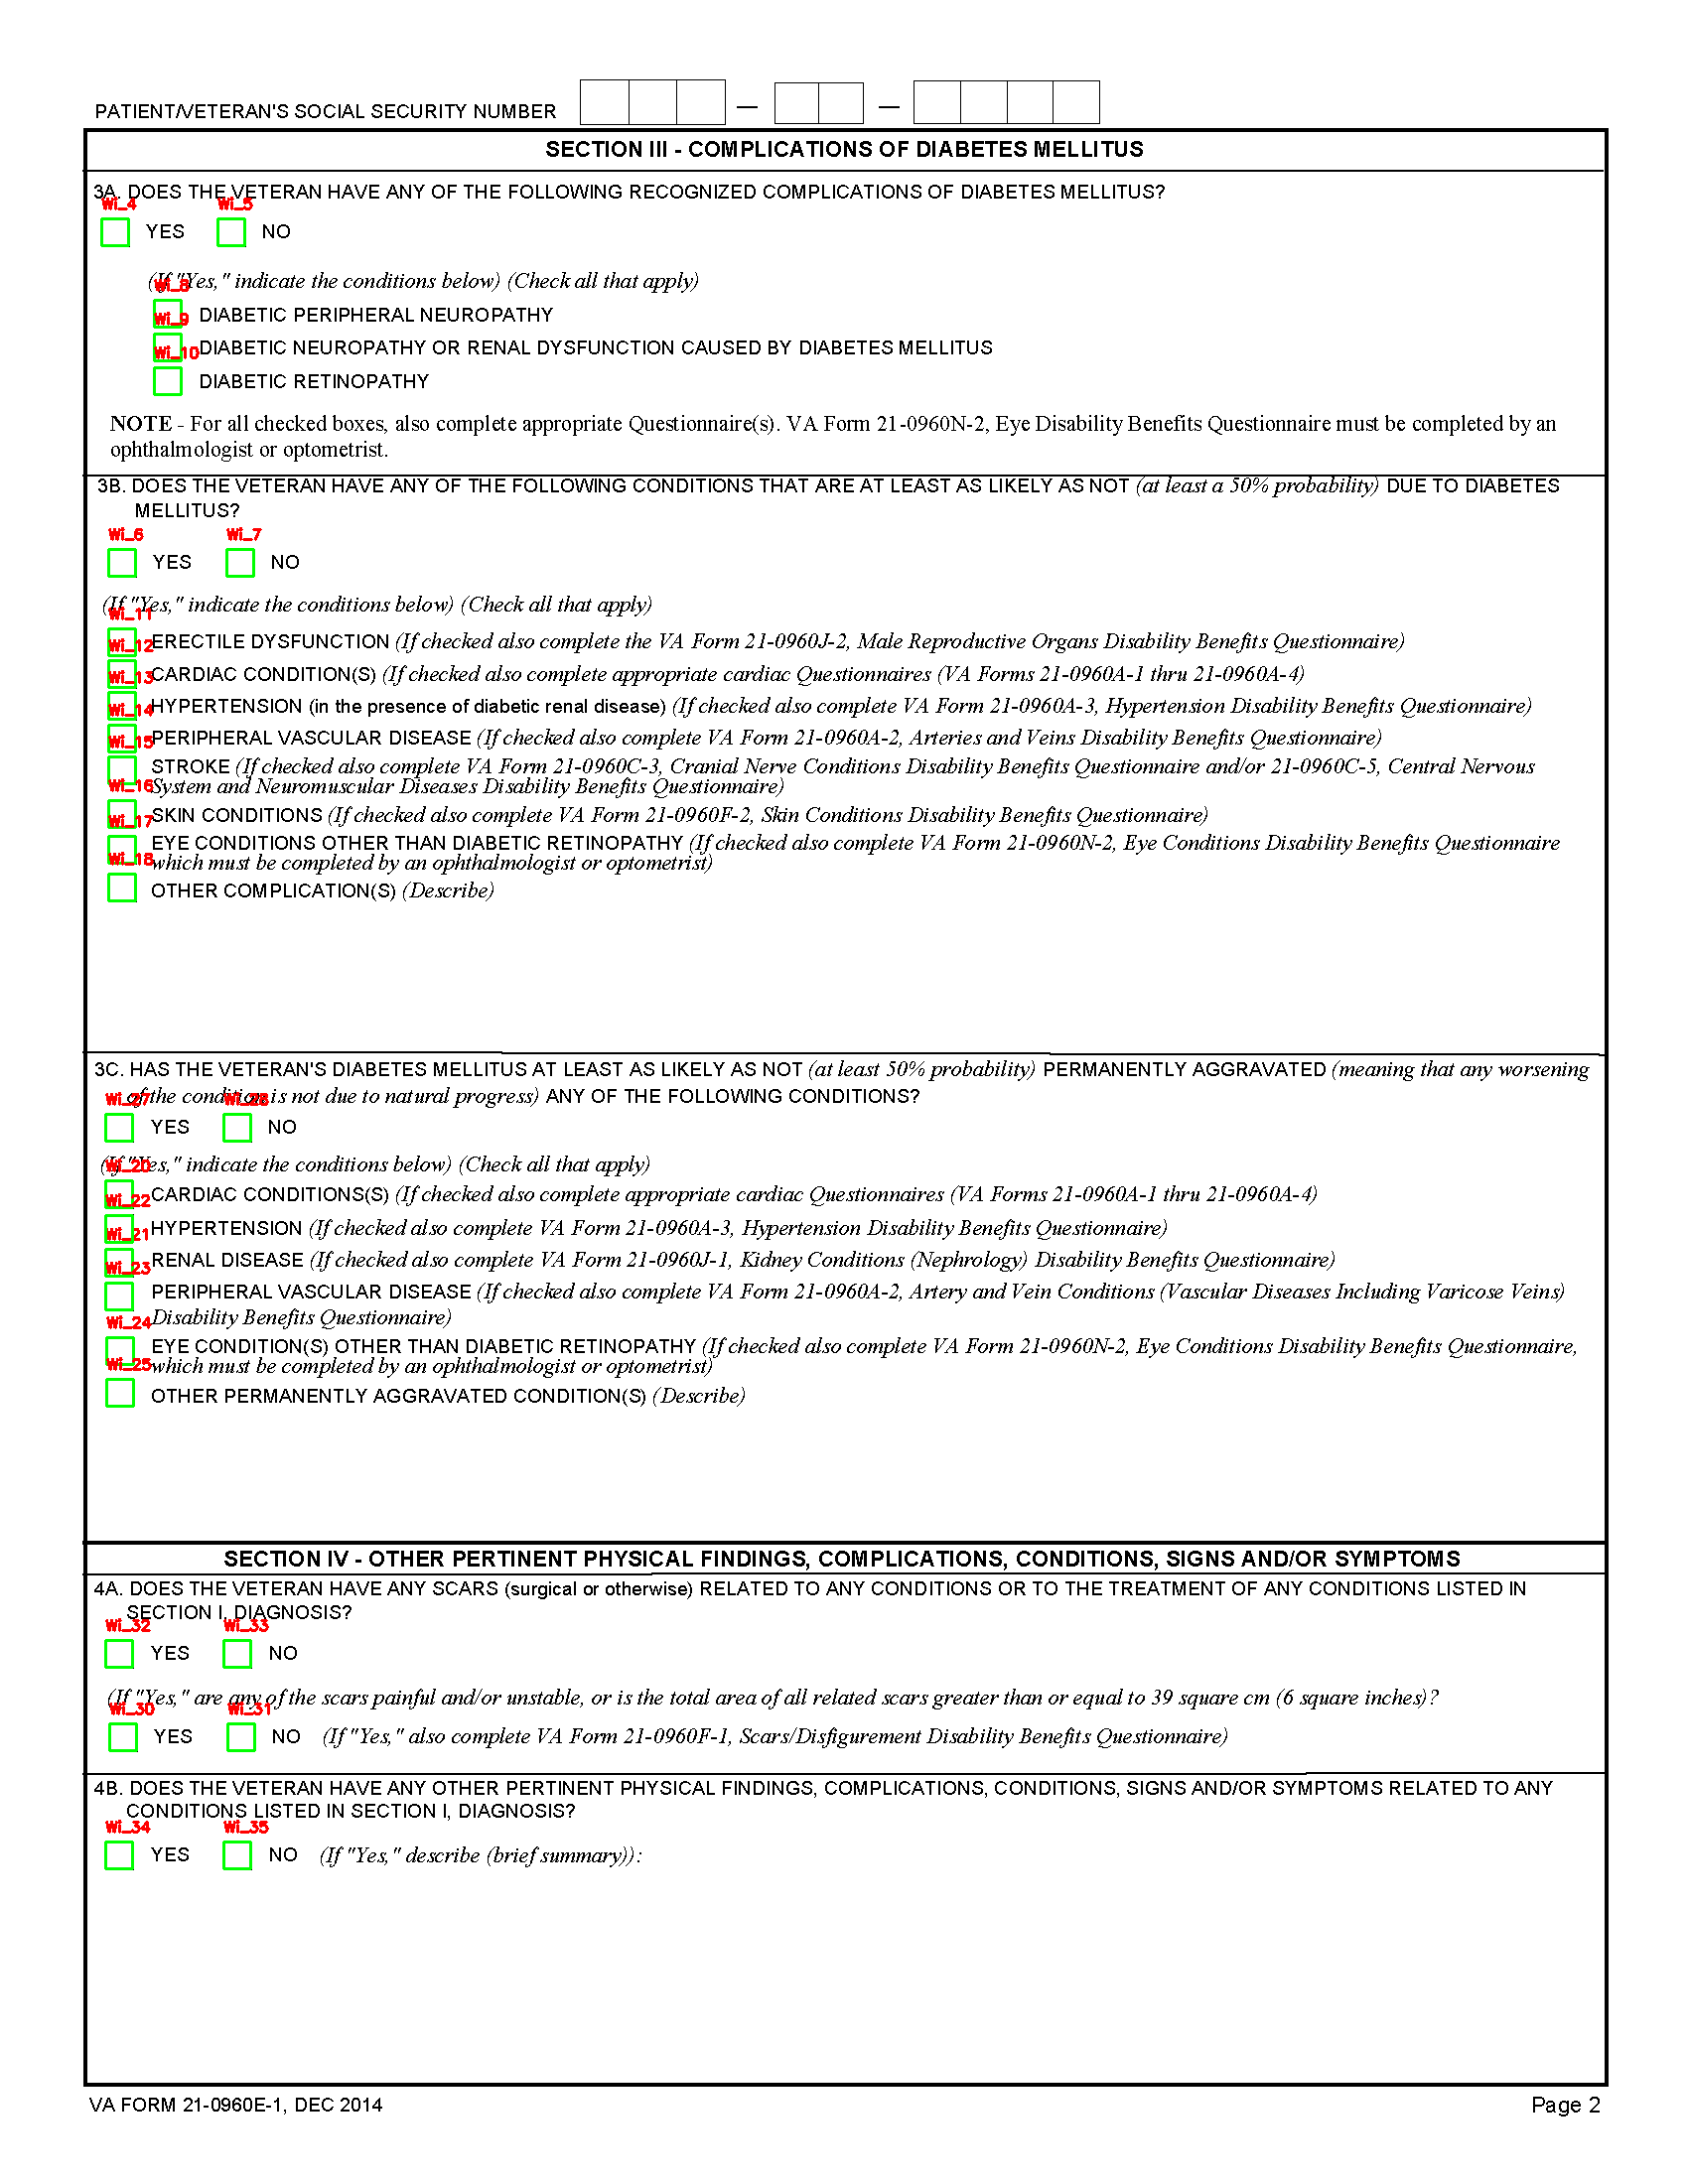 PATIENT/VETERAN'S SOCIAL SECURITY NUMBER — —
SECTION III - COMPLICATIONS OF DIABETES MELLITUS
3A. DOES THE VETERAN HAVE ANY OF THE FOLLOWING RECOGNIZED COMPLICATIONS OF DIABETES MELLITUS?
Wi_4 Wi_5
YES NO
(If "Yes," indicate the conditions below) (Check all that apply)
Wi_8
DIABETIC PERIPHERAL NEUROPATHY
Wi_9
DIABETIC NEUROPATHY OR RENAL DYSFUNCTION CAUSED BY DIABETES MELLITUS
Wi_10
DIABETIC RETINOPATHY
NOTE - For all checked boxes, also complete appropriate Questionnaire(s). VA Form 21-0960N-2, Eye Disability Benefits Questionnaire must be completed by an
ophthalmologist or optometrist.
3B. DOES THE VETERAN HAVE ANY OF THE FOLLOWING CONDITIONS THAT ARE AT LEAST AS LIKELY AS NOT (at least a 50% probability) DUE TO DIABETES
MELLITUS?
Wi_6 Wi_7
YES NO
(If "Yes," indicate the conditions below) (Check all that apply)
Wi_11
ERECTILE DYSFUNCTION (If checked also complete the VA Form 21-0960J-2, Male Reproductive Organs Disability Benefits Questionnaire)
Wi_12
CARDIAC CONDITION(S) (If checked also complete appropriate cardiac Questionnaires (VA Forms 21-0960A-1 thru 21-0960A-4)
Wi_13
HYPERTENSION (in the presence of diabetic renal disease) (If checked also complete VA Form 21-0960A-3, Hypertension Disability Benefits Questionnaire)
Wi_14
PERIPHERAL VASCULAR DISEASE (If checked also complete VA Form 21-0960A-2, Arteries and Veins Disability Benefits Questionnaire)
Wi_15
STROKE (If checked also complete VA Form 21-0960C-3, Cranial Nerve Conditions Disability Benefits Questionnaire and/or 21-0960C-5, Central Nervous
System and Neuromuscular Diseases Disability Benefits Questionnaire)
Wi_16
SKIN CONDITIONS (If checked also complete VA Form 21-0960F-2, Skin Conditions Disability Benefits Questionnaire)
Wi_17
EYE CONDITIONS OTHER THAN DIABETIC RETINOPATHY (If checked also complete VA Form 21-0960N-2, Eye Conditions Disability Benefits Questionnaire
which must be completed by an ophthalmologist or optometrist)
Wi_18
OTHER COMPLICATION(S) (Describe)
3C. HAS THE VETERAN'S DIABETES MELLITUS AT LEAST AS LIKELY AS NOT (at least 50% probability) PERMANENTLY AGGRAVATED (meaning that any worsening
of the condition is not due to natural progress) ANY OF THE FOLLOWING CONDITIONS?
Wi_27 Wi_28
YES NO
(If "Yes," indicate the conditions below) (Check all that apply)
Wi_20
CARDIAC CONDITIONS(S) (If checked also complete appropriate cardiac Questionnaires (VA Forms 21-0960A-1 thru 21-0960A-4)
Wi_22
HYPERTENSION (If checked also complete VA Form 21-0960A-3, Hypertension Disability Benefits Questionnaire)
Wi_21
RENAL DISEASE (If checked also complete VA Form 21-0960J-1, Kidney Conditions (Nephrology) Disability Benefits Questionnaire)
Wi_23
PERIPHERAL VASCULAR DISEASE (If checked also complete VA Form 21-0960A-2, Artery and Vein Conditions (Vascular Diseases Including Varicose Veins)
Disability Benefits Questionnaire)
Wi_24
EYE CONDITION(S) OTHER THAN DIABETIC RETINOPATHY (If checked also complete VA Form 21-0960N-2, Eye Conditions Disability Benefits Questionnaire,
which must be completed by an ophthalmologist or optometrist)
Wi_25
OTHER PERMANENTLY AGGRAVATED CONDITION(S) (Describe)
SECTION IV - OTHER PERTINENT PHYSICAL FINDINGS, COMPLICATIONS, CONDITIONS, SIGNS AND/OR SYMPTOMS
4A. DOES THE VETERAN HAVE ANY SCARS (surgical or otherwise) RELATED TO ANY CONDITIONS OR TO THE TREATMENT OF ANY CONDITIONS LISTED IN
SECTION I, DIAGNOSIS?
Wi_32 Wi_33
YES NO
(If "Yes," are any of the scars painful and/or unstable, or is the total area of all related scars greater than or equal to 39 square cm (6 square inches)?
Wi_30 Wi_31
YES NO (If "Yes," also complete VA Form 21-0960F-1, Scars/Disfigurement Disability Benefits Questionnaire)
4B. DOES THE VETERAN HAVE ANY OTHER PERTINENT PHYSICAL FINDINGS, COMPLICATIONS, CONDITIONS, SIGNS AND/OR SYMPTOMS RELATED TO ANY
CONDITIONS LISTED IN SECTION I, DIAGNOSIS?
Wi_34 Wi_35
YES NO (If "Yes," describe (brief summary)):
VA FORM 21-0960E-1, DEC 2014 Page 2